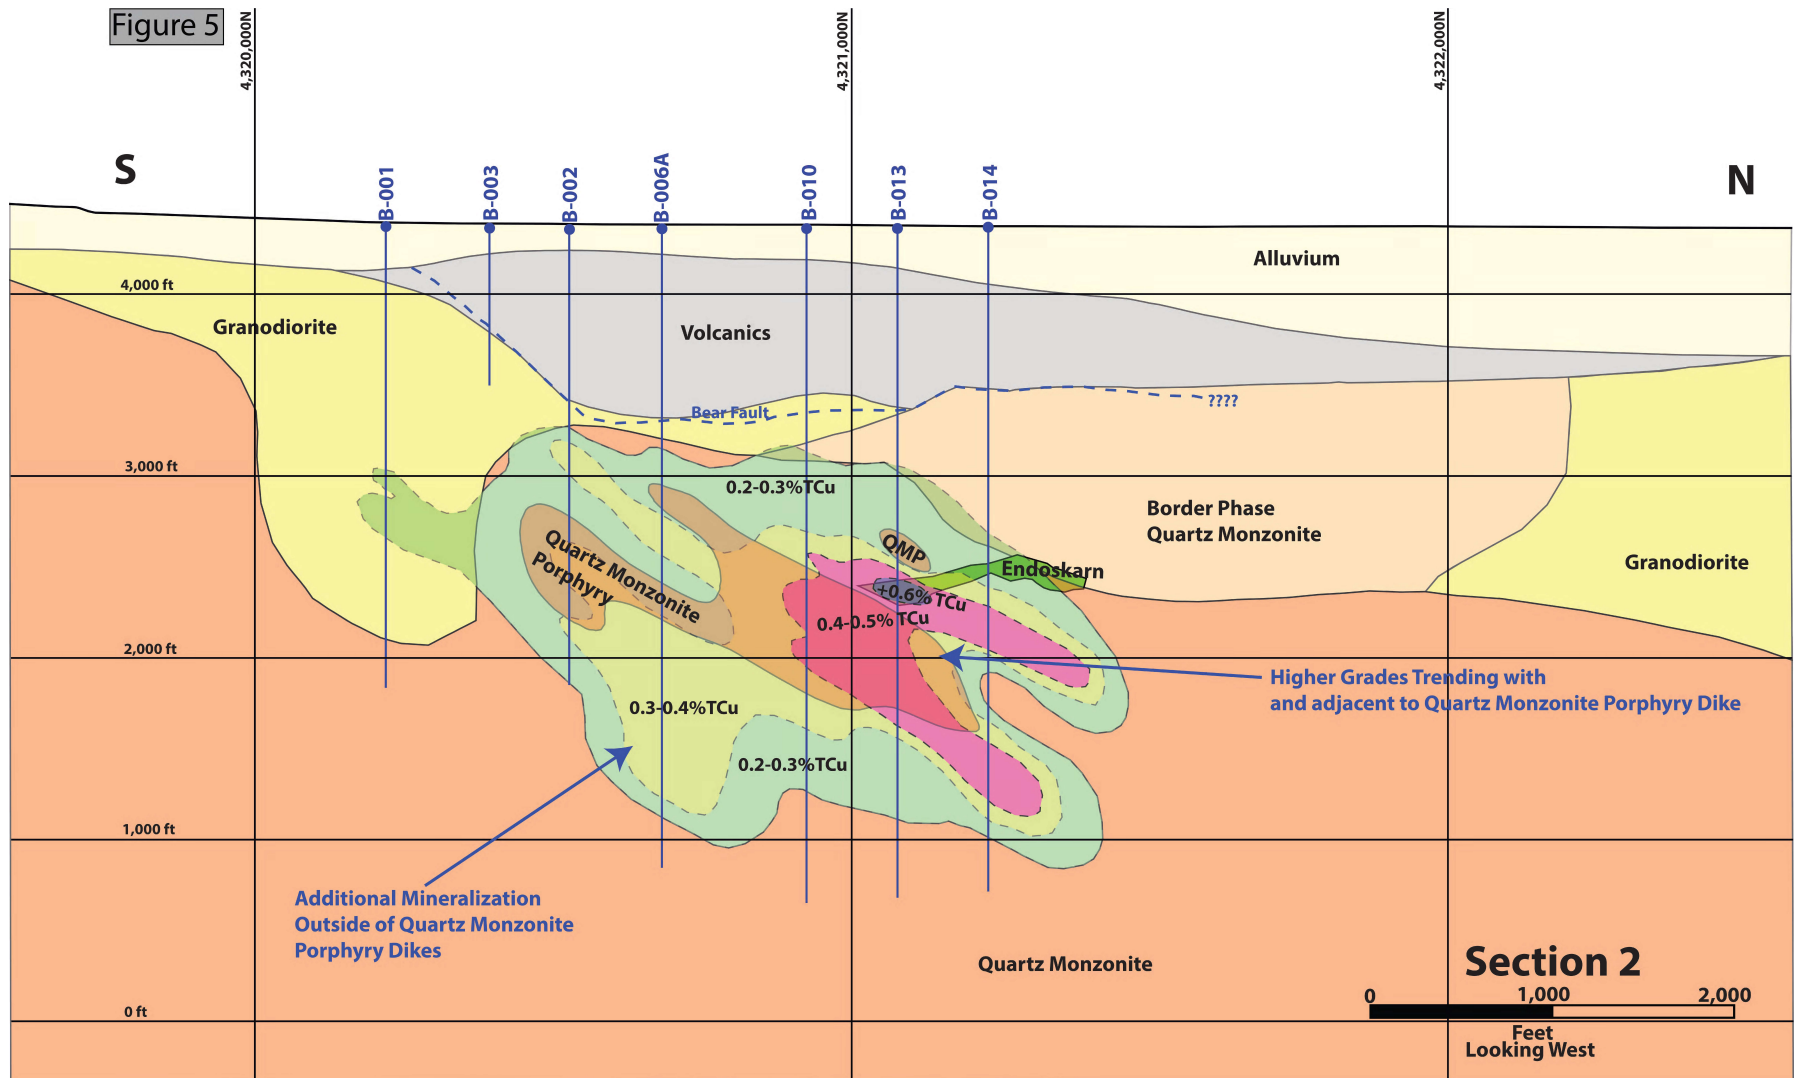 Figure 5
4,320,000N
4,321,000N
4,322,000N
S
N
B-001
B-003
B-002
B-006A
B-010
B-013
B-014
Alluvium
4,000 ft
Granodiorite
Volcanics
Bear Fault
????
3,000 ft
0.2-0.3%TCu
Border Phase
Quartz Monzonite
QMP
Quartz Monzonite
Porphyry
Endoskarn
Granodiorite
+0.6% TCu
0.4-0.5% TCu
2,000 ft
Higher Grades Trending with
and adjacent to Quartz Monzonite Porphyry Dike
0.3-0.4%TCu
0.2-0.3%TCu
1,000 ft
Additional Mineralization
Outside of Quartz Monzonite
Porphyry Dikes
Quartz Monzonite
Section 2
0 1,000 2,000
0 ft
Feet
Looking West